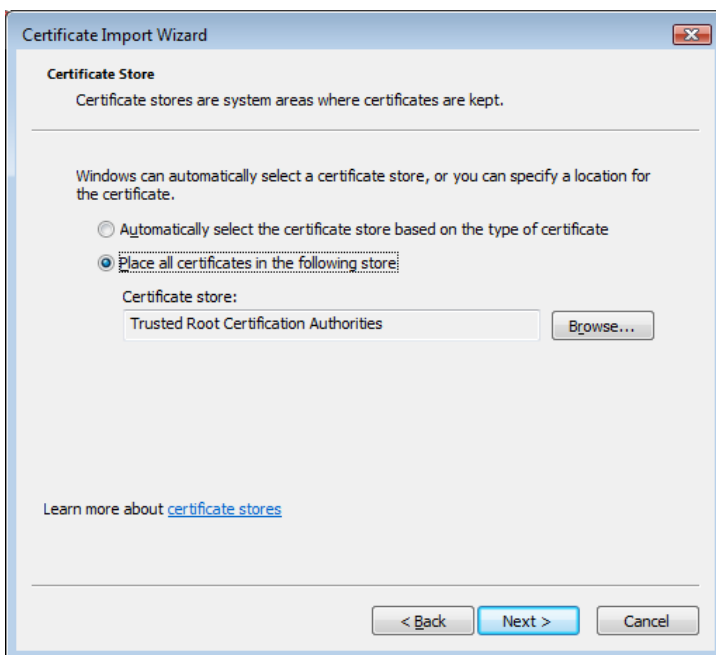 Certificate Import Wizard
Certificate Store
Certificate stores are system areas where certificates are kept.
Windows can automatically select a certificate store, or you can specify a location for
the certificate.
Automatically select the certificate store based on the type of certificate
Place all certificates in the following store
Certificate store:
Trusted Root Certification Authorities
Browse...
Learn more about certificate stores
< Back
Next >
Cancel